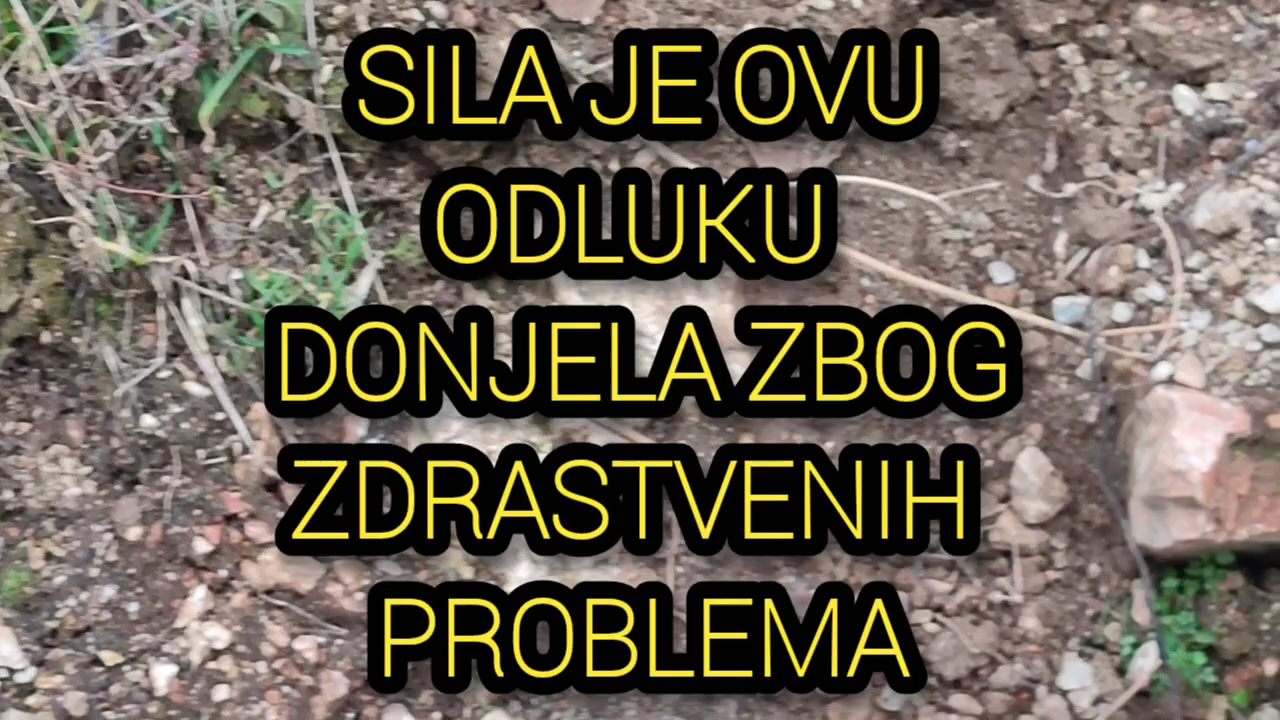 SILA JE OVU
ODLUKU
DONJELA ZBOG
ZDRASTVENIH
PROBLEMA